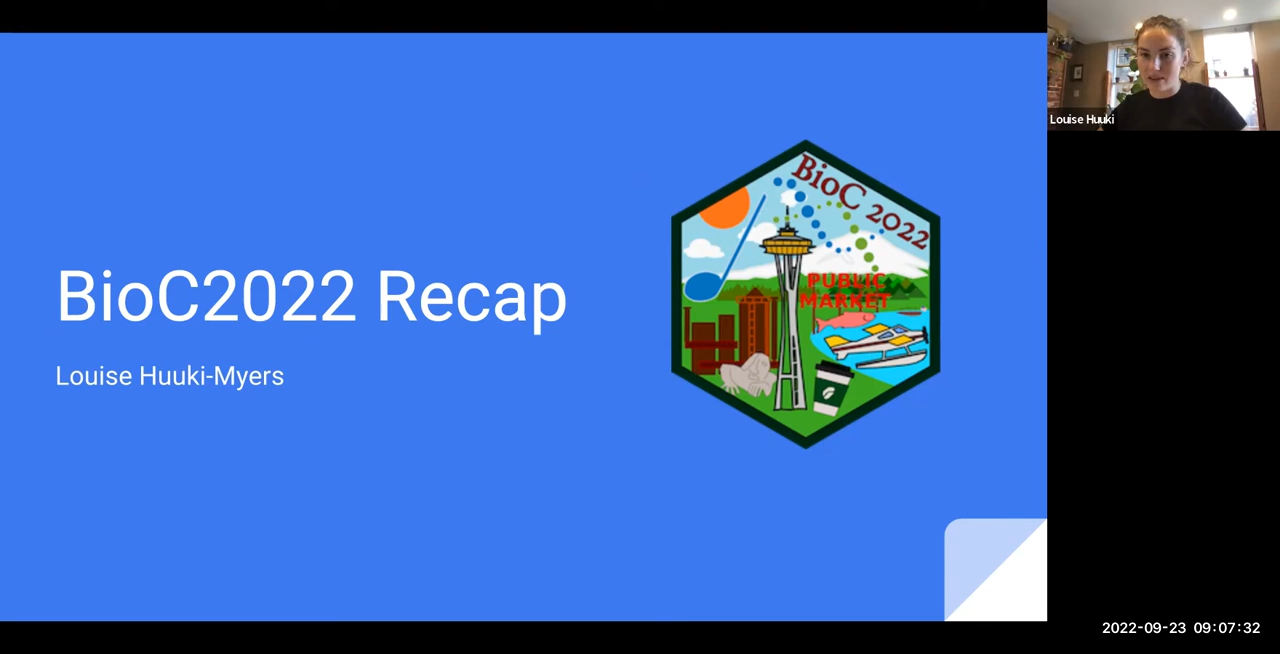 BioC2022 Recap
Louise Huuki-Myers
BioC 2022
PUBLIC
MARKET
Louise Huuki
2022-09-23 09:07:32